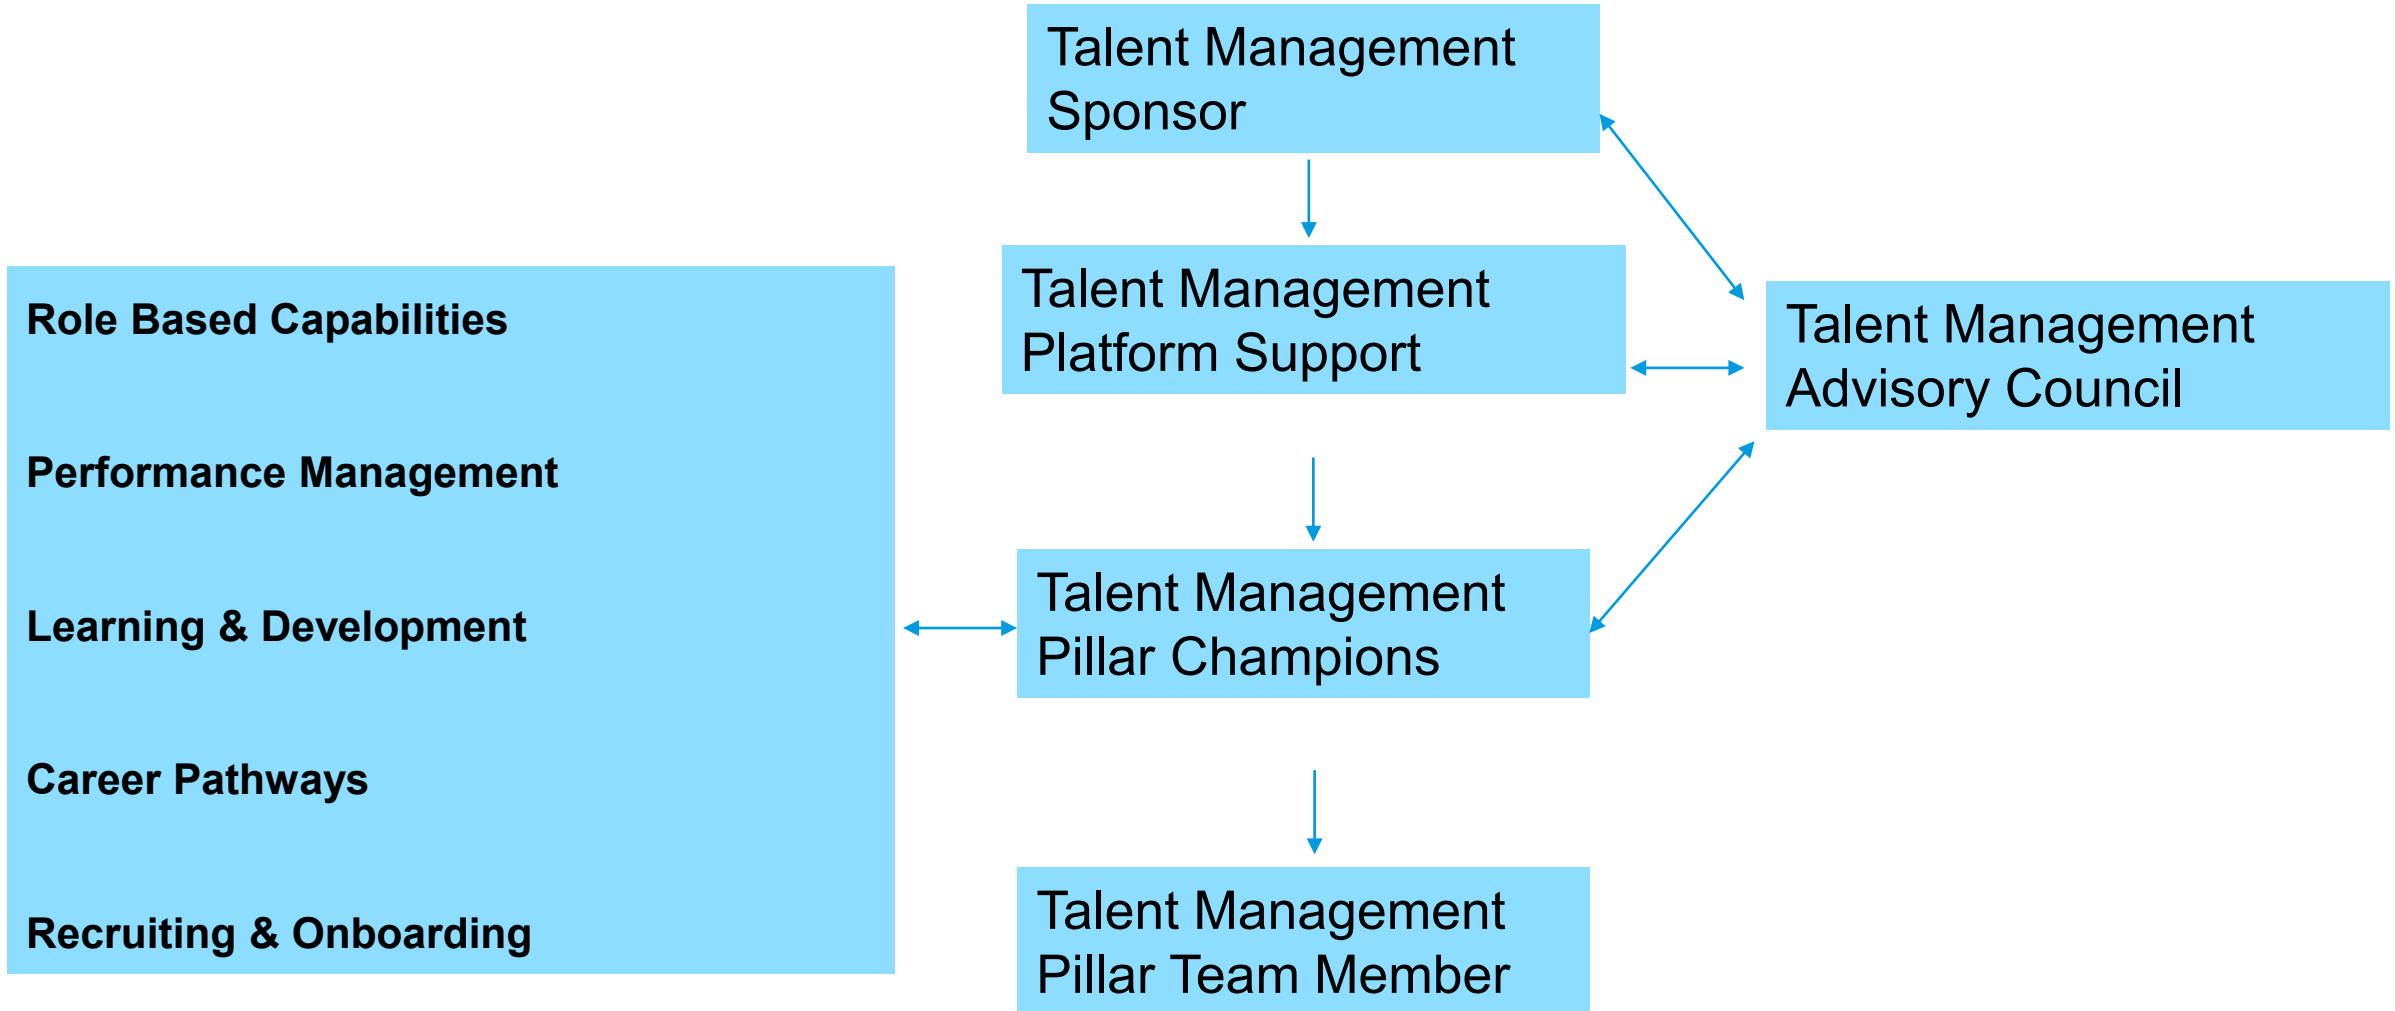 Talent Management
Sponsor
Talent Management
Platform Support
Talent Management
Advisory Council
Role Based Capabilities
Performance Management
Learning & Development
Career Pathways
Recruiting & Onboarding
Talent Management
Pillar Champions
Talent Management
Pillar Team Member